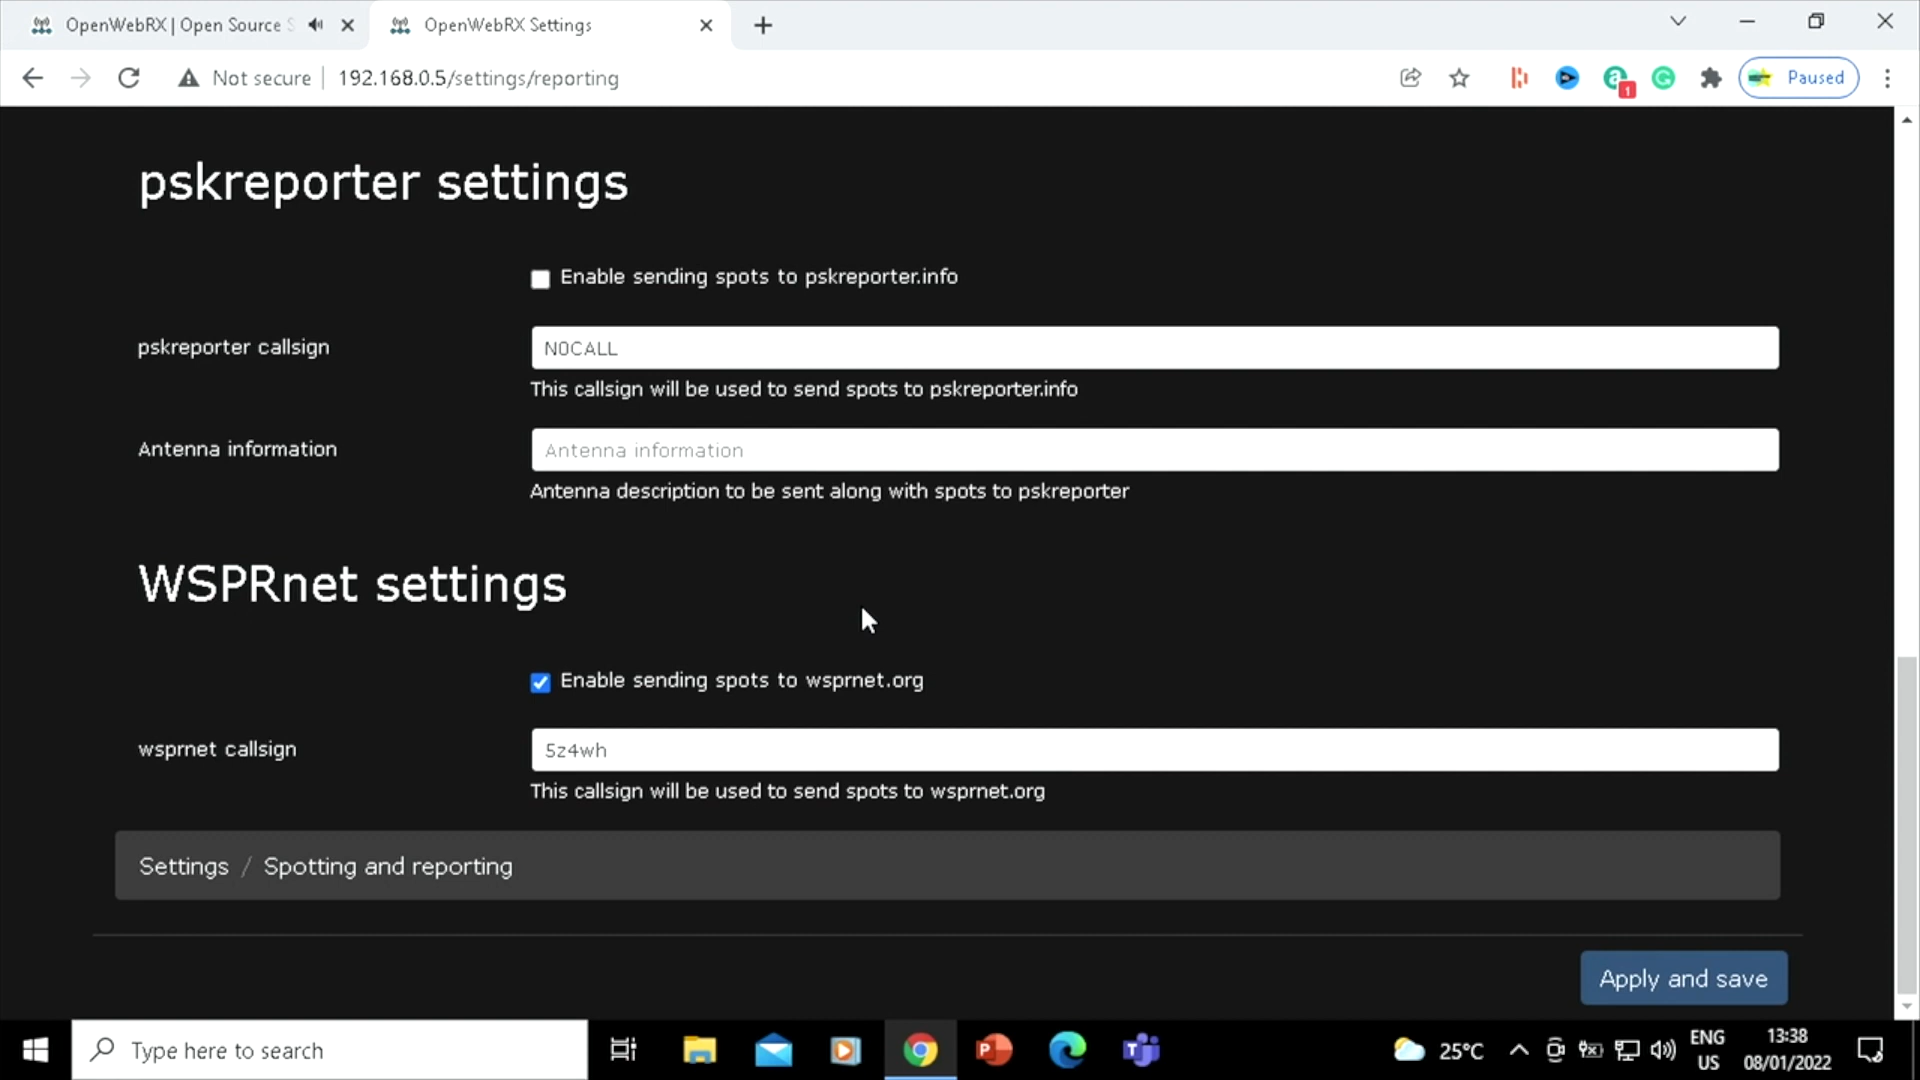 OpenWebRX | Open Source S
OpenWebRX Settings
Not secure
192.168.0.5/settings/reporting
1
Paused
pskreporter settings
Enable sending spots to pskreporter.info
pskreporter callsign
N0CALL
This callsign will be used to send spots to pskreporter.info
Antenna information
Antenna information
Antenna description to be sent along with spots to pskreporter
WSPRnet settings
Enable sending spots to wsprnet.org
wsprnet callsign
5z4wh
This callsign will be used to send spots to wsprnet.org
Settings / Spotting and reporting
Apply and save
Type here to search
25°C
ENG
US
13:38
08/01/2022